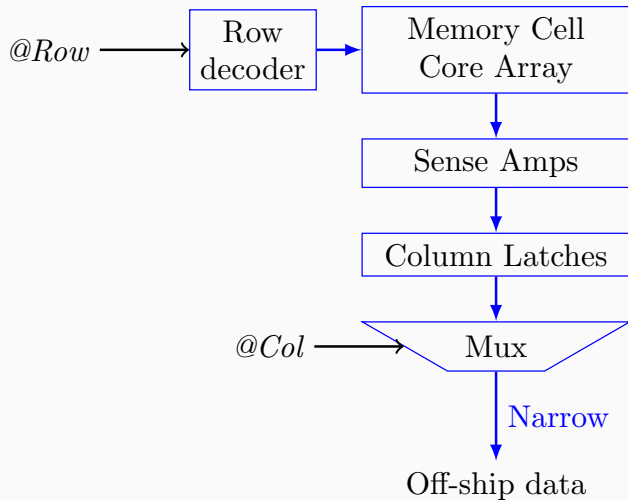 @Row
Row
decoder
Memory Cell
Core Array
Sense Amps
Column Latches
@Col
Mux
Narrow
Off-ship data